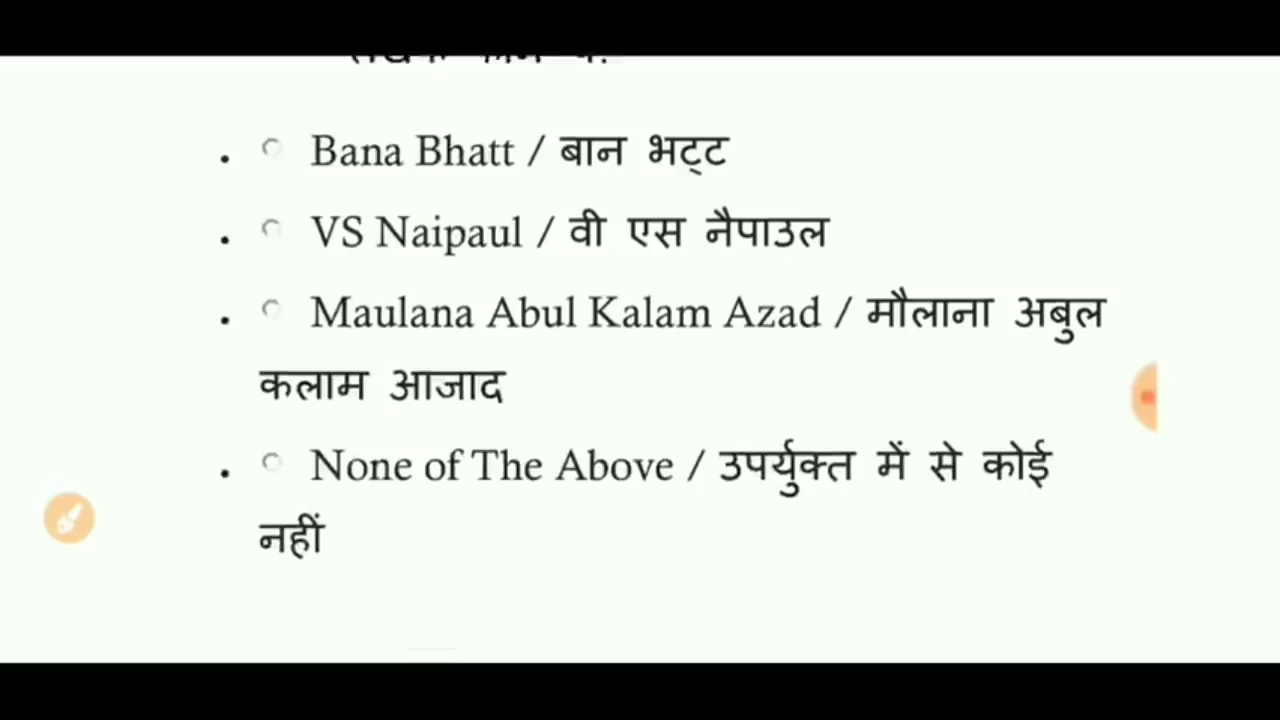 . Bana Bhatt / बान भट्ट
. VS Naipaul / वी एस नैपाउल
. Maulana Abul Kalam Azad / मौलाना अबुल
कलाम आजाद
. None of The Above / उपर्युक्त में से कोई
नहीं